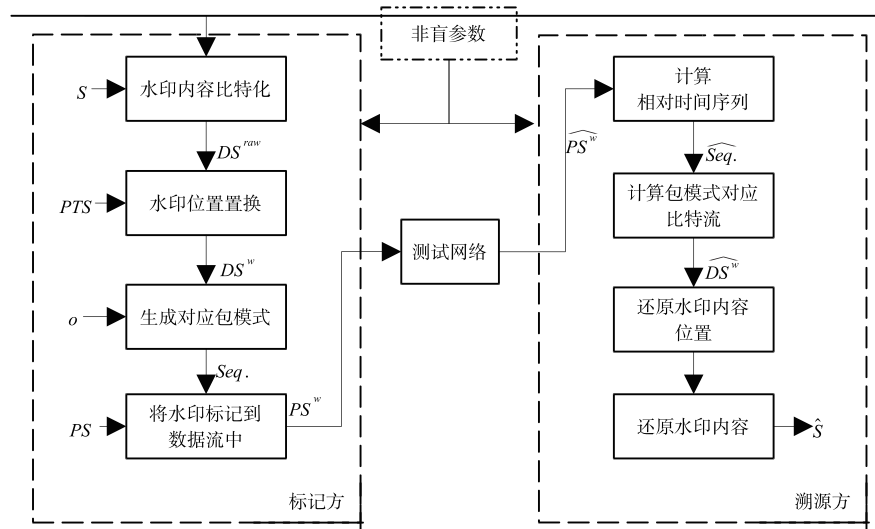 非盲参数
S
水印内容比特化
DS^raw
PTS
水印位置置换
DS^w
o
生成对应包模式
Seq.
PS
将水印标记到
数据流中
PS^w
标记方
测试网络
\widehat{PS^w}
计算
相对时间序列
\widehat{Seq.}
计算包模式对应
比特流
\widehat{DS^w}
还原水印内容
位置
还原水印内容
Ŝ
溯源方